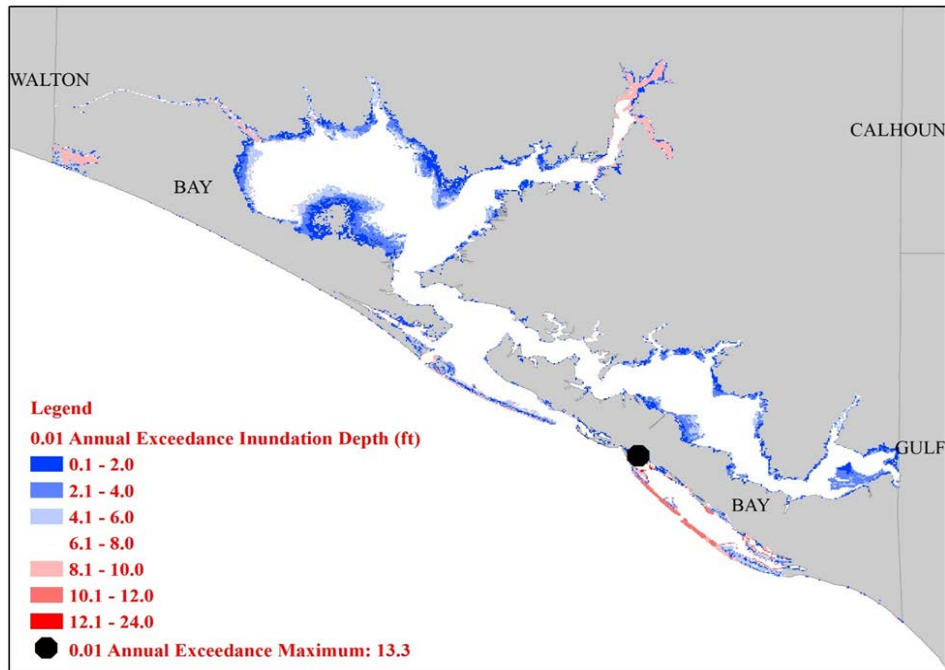 WALTON
CALHOUN
BAY
GULF
BAY
Legend
0.01 Annual Exceedance Inundation Depth (ft)
0.1 - 2.0
2.1 - 4.0
4.1 - 6.0
6.1 - 8.0
8.1 - 10.0
10.1 - 12.0
12.1 - 24.0
0.01 Annual Exceedance Maximum: 13.3